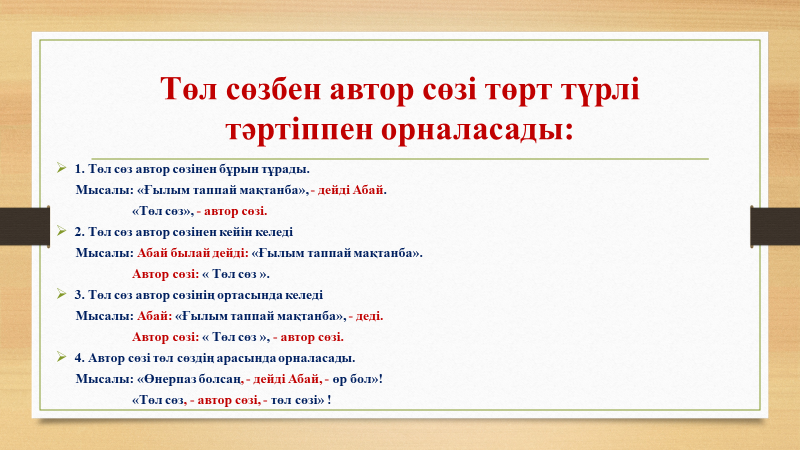 Төл сөзбен автор сөзі төрт түрлі
тәртіппен орналасады:
1. Төл сөз автор сөзінен бұрын тұрады.
Мысалы: «Ғылым таппай мақтанба», - дейді Абай.
«Төл сөз», - автор сөзі.
2. Төл сөз автор сөзінен кейін келеді
Мысалы: Абай былай дейді: «Ғылым таппай мақтанба».
Автор сөзі: « Төл сөз ».
3. Төл сөз автор сөзінің ортасында келеді
Мысалы: Абай: «Ғылым таппай мақтанба», - деді.
Автор сөзі: « Төл сөз », - автор сөзі.
4. Автор сөзі төл сөздің арасында орналасады.
Мысалы: «Өнерпаз болсаң, - дейді Абай, - өр бол»!
«Төл сөз, - автор сөзі, - төл сөзі» !